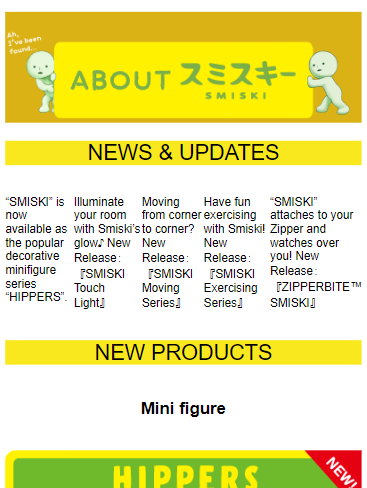 Ah,
I've been
found...
ABOUT スミスキー
SMISKI
NEWS & UPDATES
“SMISKI” is
now
available as
the popular
decorative
minifigure
series
“HIPPERS”.
Illuminate
your room
with Smiski’s
glow♪ New
Release:
『SMISKI
Touch
Light』
Moving
from corner
to corner?
New
Release:
『SMISKI
Moving
Series』
Have fun
exercising
with Smiski!
New
Release:
『SMISKI
Exercising
Series』
“SMISKI”
attaches to your
Zipper and
watches over
you! New
Release:
『ZIPPERBITE™
SMISKI』
NEW PRODUCTS
Mini figure
HIPPERS
NEW!